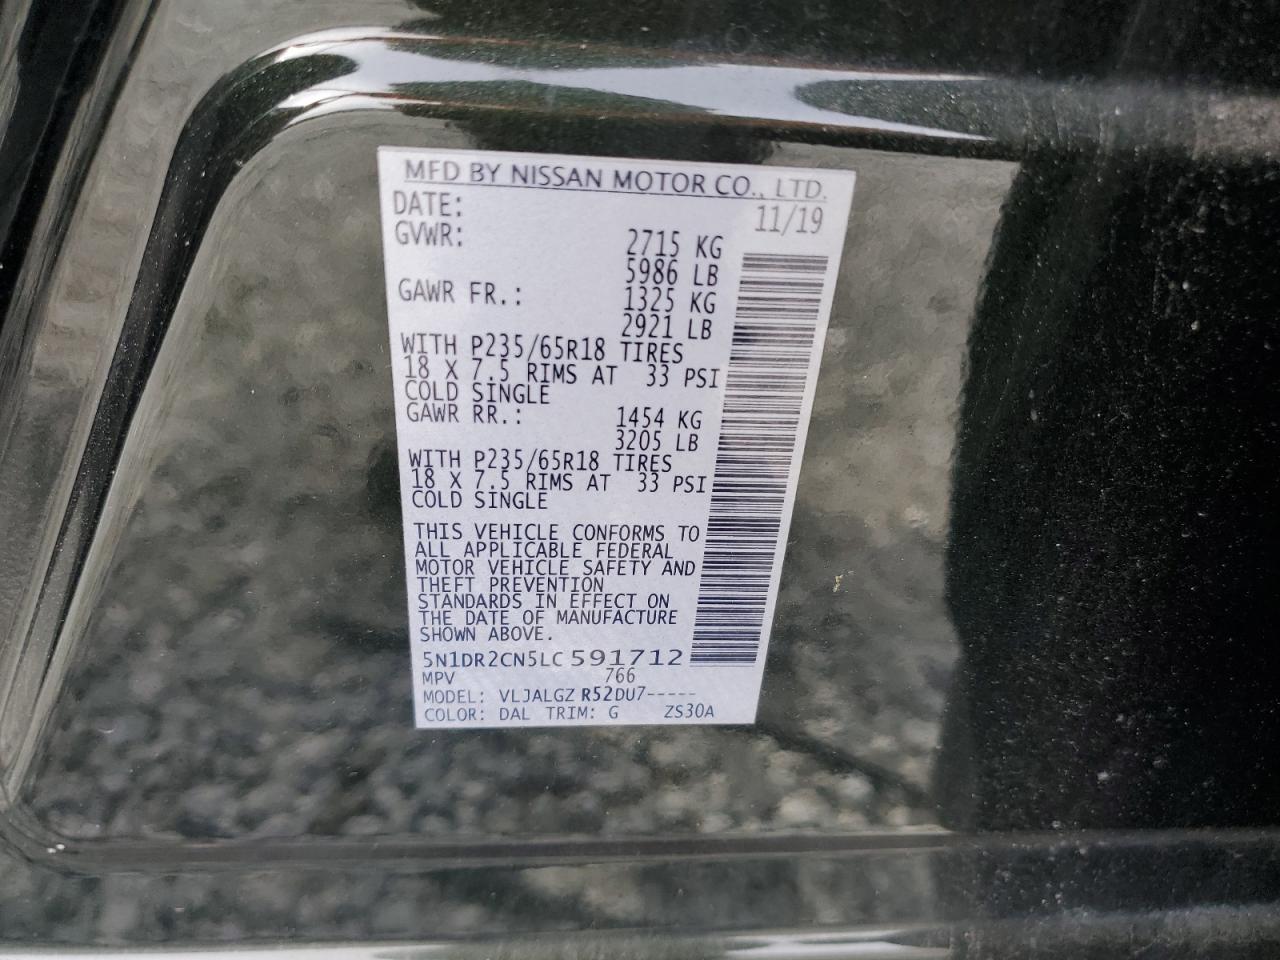 MFD BY NISSAN MOTOR CO., LTD.
DATE: 11/19
GVWR: 2715 KG
5986 LB
GAWR FR.: 1325 KG
2921 LB
WITH P235/65R18 TIRES
18 X 7.5 RIMS AT 33 PSI
COLD SINGLE
GAWR RR.: 1454 KG
3205 LB
WITH P235/65R18 TIRES
18 X 7.5 RIMS AT 33 PSI
COLD SINGLE
THIS VEHICLE CONFORMS TO
ALL APPLICABLE FEDERAL
MOTOR VEHICLE SAFETY AND
THEFT PREVENTION
STANDARDS IN EFFECT ON
THE DATE OF MANUFACTURE
SHOWN ABOVE.
5N1DR2CN5LC591712
MPV 766
MODEL: VLJALGZ R52DU7-----
COLOR: DAL TRIM: G ZS30A